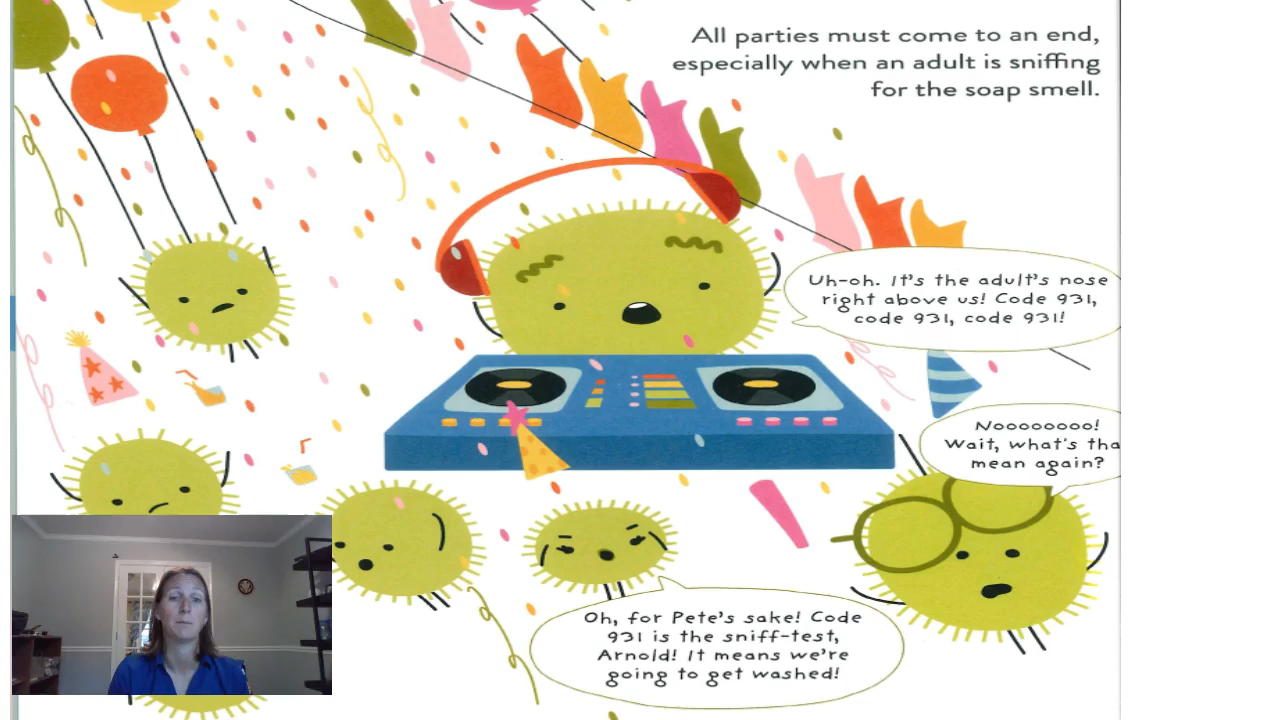 All parties must come to an end,
especially when an adult is sniffing
for the soap smell.
Uh-oh. It's the adult's nose
right above us! Code 931,
code 931, code 931!
Noooooooo!
Wait, what's
mean again?
Oh, for Pete's sake! Code
931 is the sniff-test,
Arnold! It means we're
going to get washed!